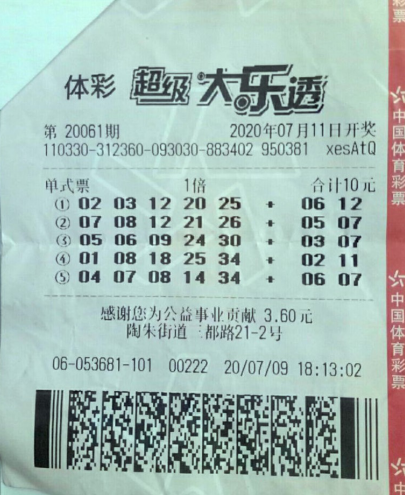 体彩 超级大乐透
第 20061期 2020年07月11日开奖
110330-312360-093030-883402 950381 xesAtQ
单式票 1倍 合计10元
① 02 03 12 20 25 + 06 12
② 07 08 12 21 26 + 05 07
③ 05 06 09 24 30 + 03 07
④ 01 08 18 25 34 + 02 11
⑤ 04 07 08 14 34 + 06 07
感谢您为公益事业贡献 3.60元
陶朱街道三都路21-2号
06-053681-101 00222 20/07/09 18:13:02
彩票
中国体育彩票
中国体育彩票
中